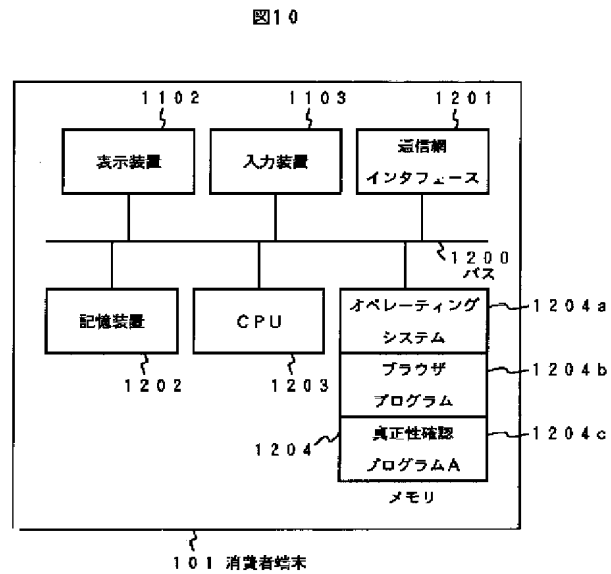 図10
1102
1103
1201
表示装置
入力装置
通信網
インタフェース
1200
バス
記憶装置
CPU
オペレーティング
システム
1204a
1202
1203
ブラウザ
プログラム
1204b
1204
真正性確認
プログラムA
1204c
メモリ
101 消費者端末